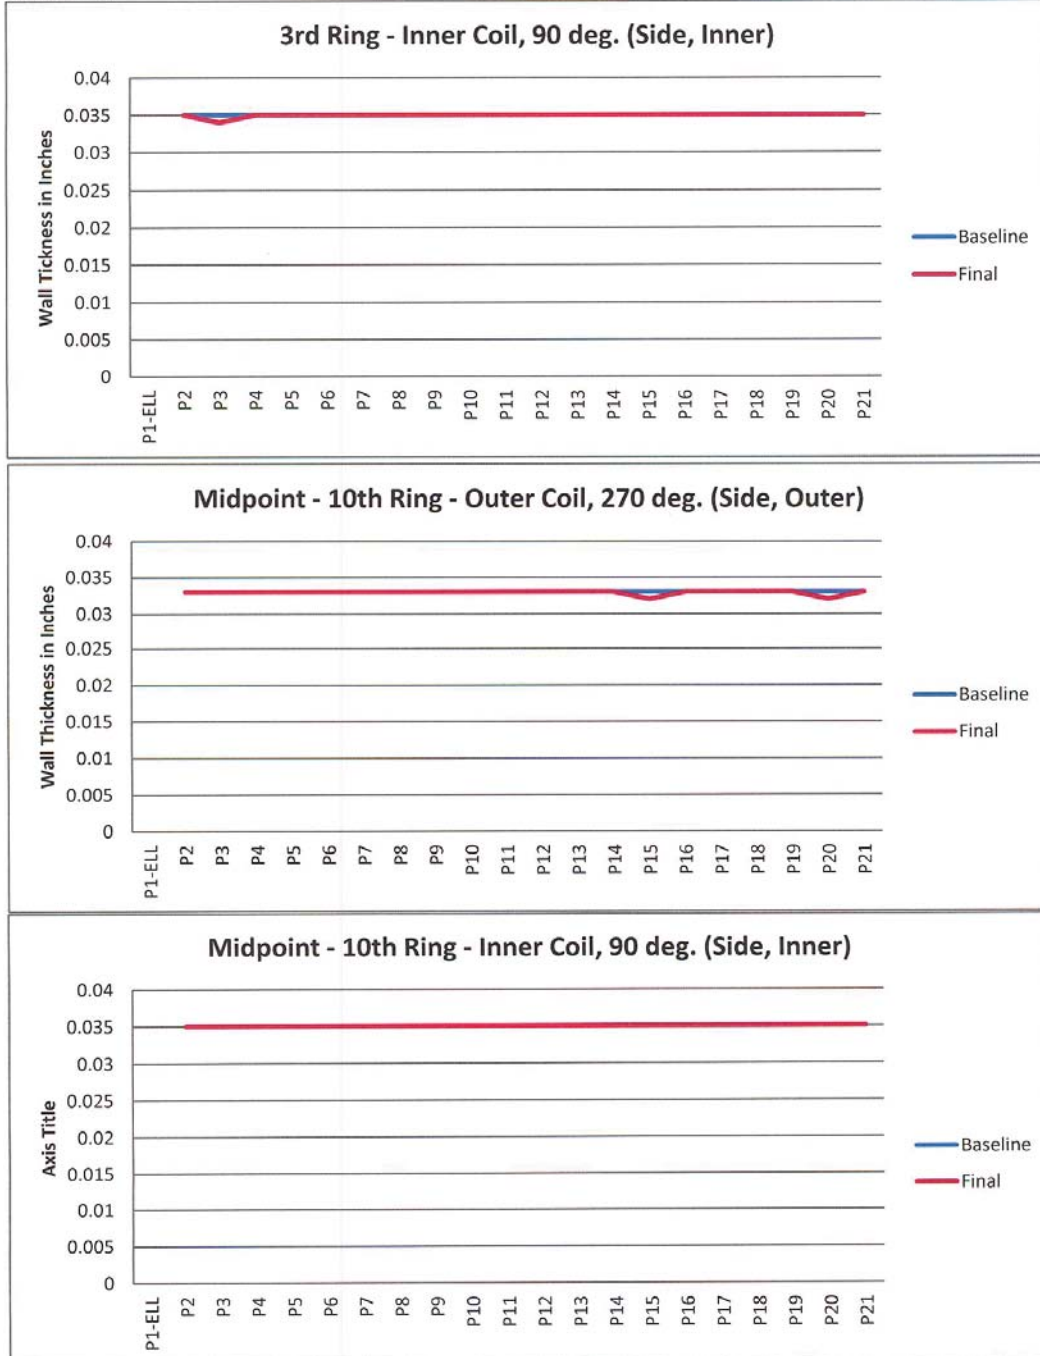 3rd Ring - Inner Coil, 90 deg. (Side, Inner)
Wall Tickness in Inches
0.04
0.035
0.03
0.025
0.02
0.015
0.01
0.005
0
P1-ELL
P2
P3
P4
P5
P6
P7
P8
P9
P10
P11
P12
P13
P14
P15
P16
P17
P18
P19
P20
P21
Baseline
Final
Midpoint - 10th Ring - Outer Coil, 270 deg. (Side, Outer)
Wall Thickness in Inches
0.04
0.035
0.03
0.025
0.02
0.015
0.01
0.005
0
P1-ELL
P2
P3
P4
P5
P6
P7
P8
P9
P10
P11
P12
P13
P14
P15
P16
P17
P18
P19
P20
P21
Baseline
Final
Midpoint - 10th Ring - Inner Coil, 90 deg. (Side, Inner)
Axis Title
0.04
0.035
0.03
0.025
0.02
0.015
0.01
0.005
0
P1-ELL
P2
P3
P4
P5
P6
P7
P8
P9
P10
P11
P12
P13
P14
P15
P16
P17
P18
P19
P20
P21
Baseline
Final